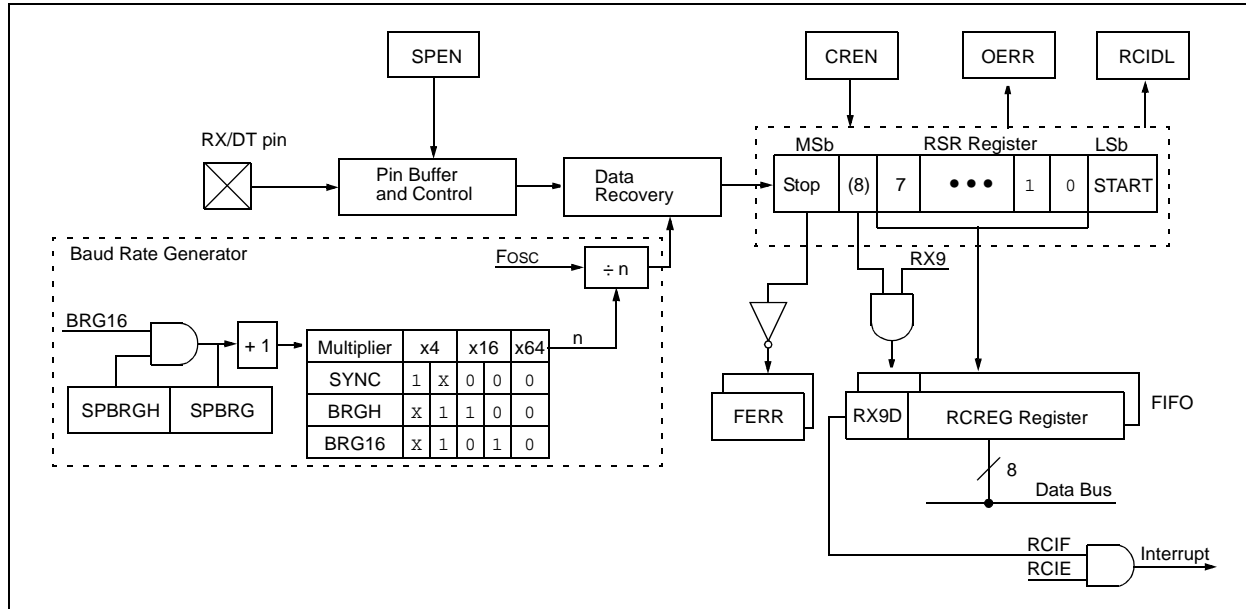 SPEN
CREN
OERR
RCIDL
RX/DT pin
Pin Buffer
and Control
Data
Recovery
MSb
RSR Register
LSb
Stop (8) 7 ••• 1 0 START
Baud Rate Generator
FOSC
÷ n
RX9
BRG16
+ 1
n
Multiplier x4 x16 x64
SYNC 1 X 0 0 0
BRGH X 1 1 0 0
BRG16 X 1 0 1 0
SPBRGH SPBRG
FERR
RX9D RCREG Register
FIFO
8
Data Bus
RCIF
RCIE
Interrupt